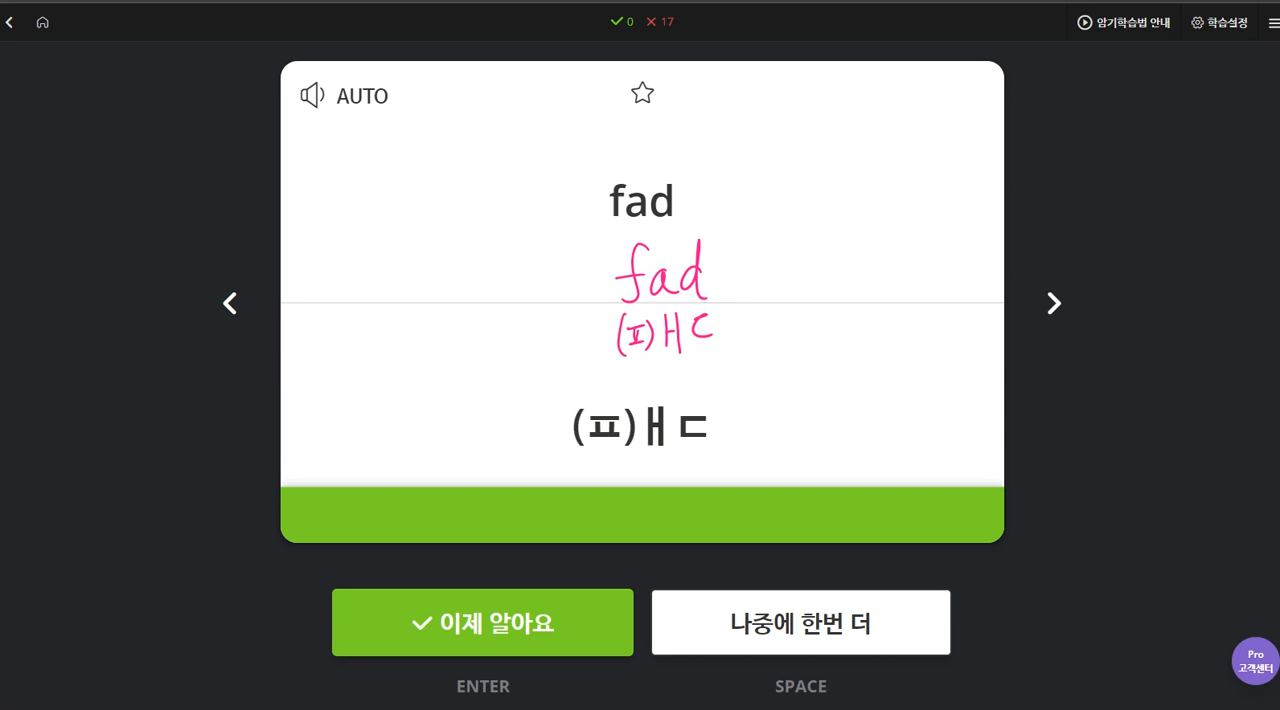 0 17 암기학습법 안내 학습설정
AUTO
fad
fad
(ㅍ)ㅐㄷ
(ㅍ)ㅐㄷ
이제 알아요 나중에 한번 더
ENTER SPACE
Pro
고객센터